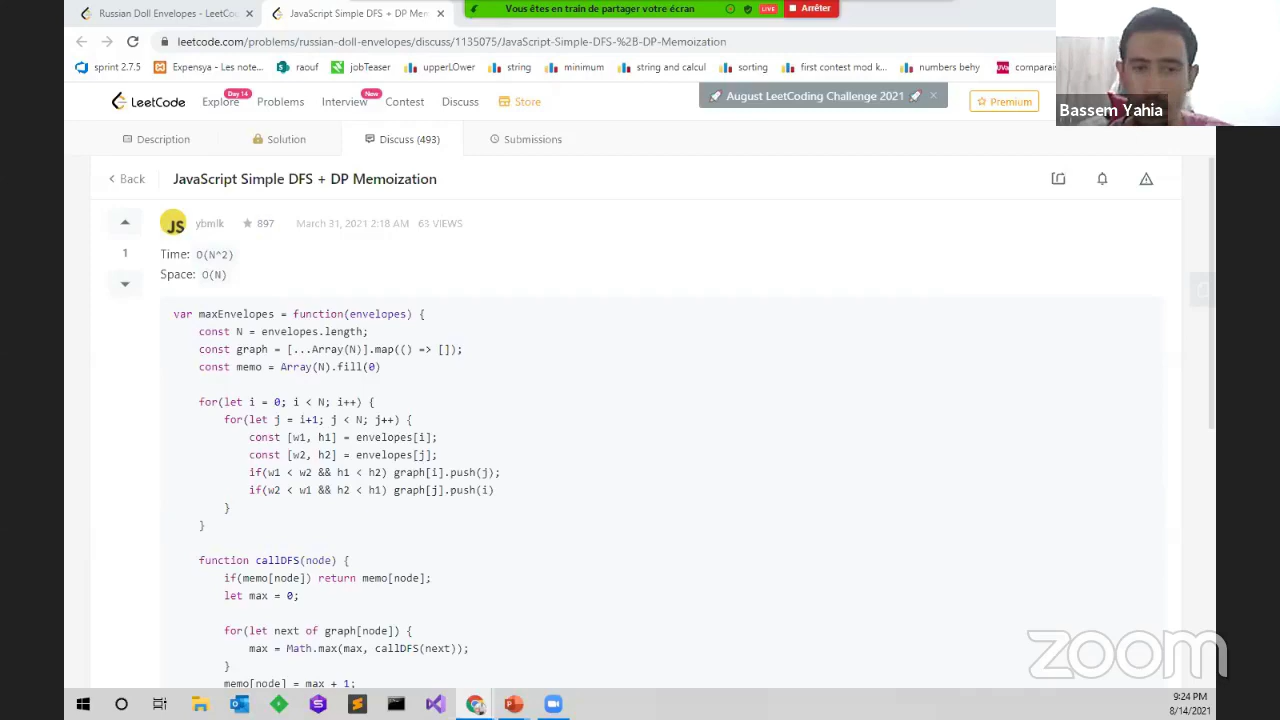 Russian Doll Envelopes - LeetCo
JavaScript Simple DFS + DP Mem
Vous êtes en train de partager votre écran
LIVE
Arrêter
leetcode.com/problems/russian-doll-envelopes/discuss/1135075/JavaScript-Simple-DFS-%2B-DP-Memoization
sprint 2.7.5
Expensya - Les note...
raouf
jobTeaser
upperLOwer
string
minimum
string and calcul
sorting
first contest mod k...
numbers behy
comparais
Bassem Yahia
LeetCode
Explore
Day 14
Problems
Interview
New
Contest
Discuss
Store
August LeetCoding Challenge 2021
Premium
Description
Solution
Discuss (493)
Submissions
Back
JavaScript Simple DFS + DP Memoization
JS
ybmlk
897
March 31, 2021 2:18 AM
63 VIEWS
1
Time: O(N^2)
Space: O(N)
var maxEnvelopes = function(envelopes) {
const N = envelopes.length;
const graph = [...Array(N)].map(() => []);
const memo = Array(N).fill(0)
for(let i = 0; i < N; i++) {
for(let j = i+1; j < N; j++) {
const [w1, h1] = envelopes[i];
const [w2, h2] = envelopes[j];
if(w1 < w2 && h1 < h2) graph[i].push(j);
if(w2 < w1 && h2 < h1) graph[j].push(i)
}
}
function callDFS(node) {
if(memo[node]) return memo[node];
let max = 0;
for(let next of graph[node]) {
max = Math.max(max, callDFS(next));
}
memo[node] = max + 1;
zoom
9:24 PM
8/14/2021